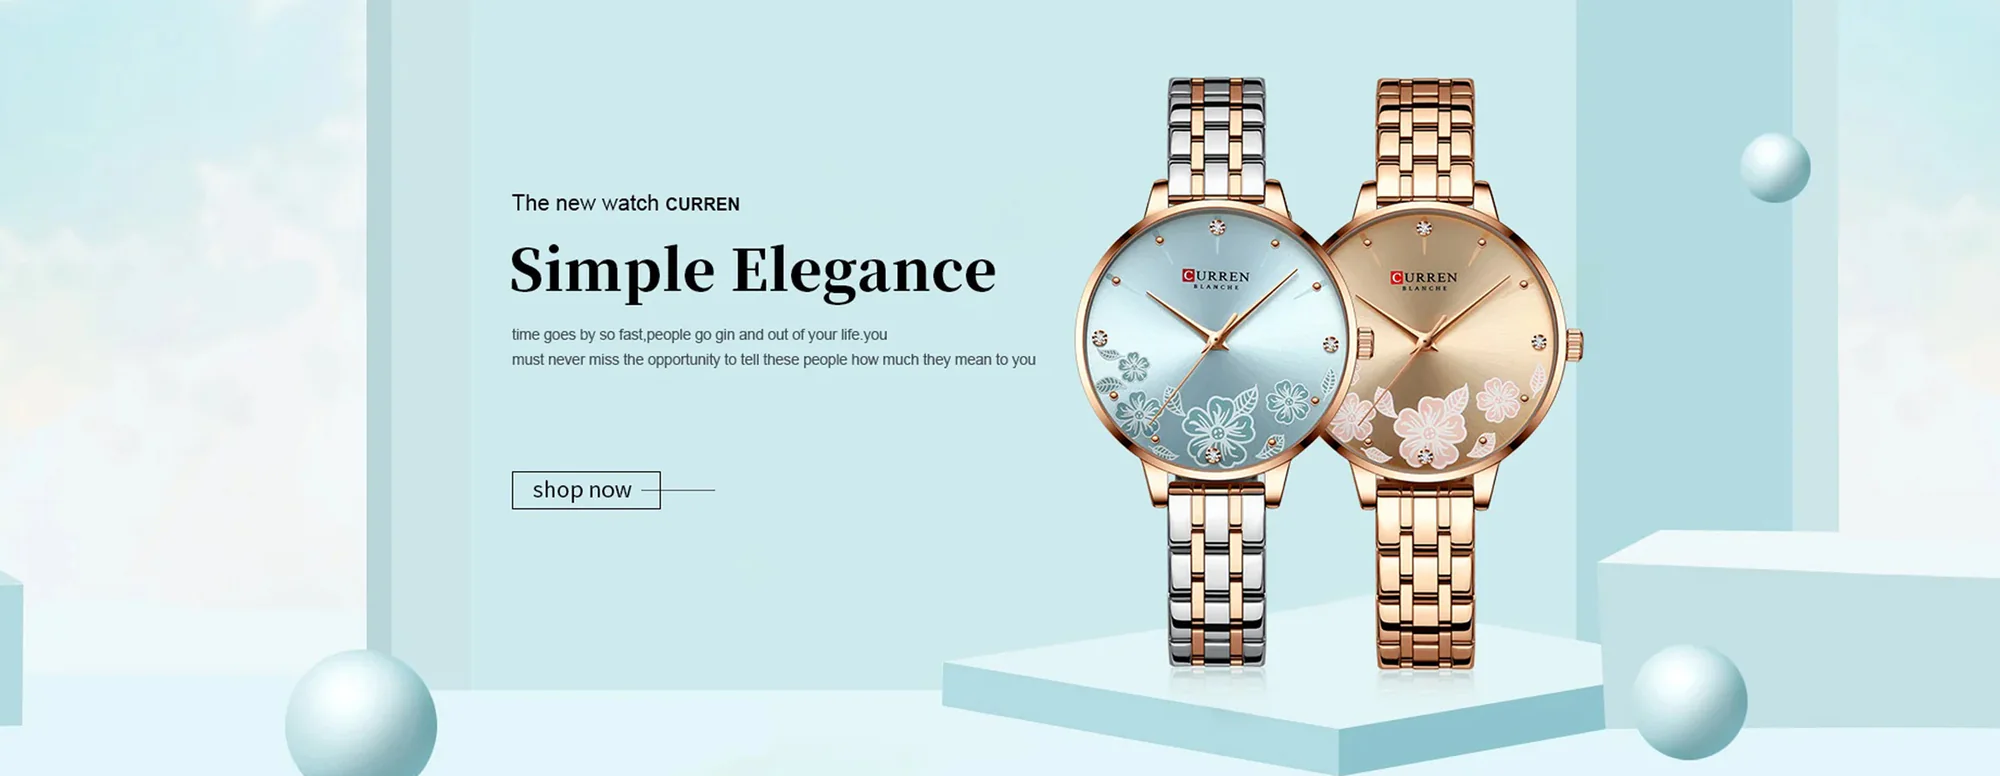 The new watch CURREN
Simple Elegance
time goes by so fast,people go gin and out of your life.you
must never miss the opportunity to tell these people how much they mean to you
shop now
CURREN
BLANCHE
CURREN
BLANCHE